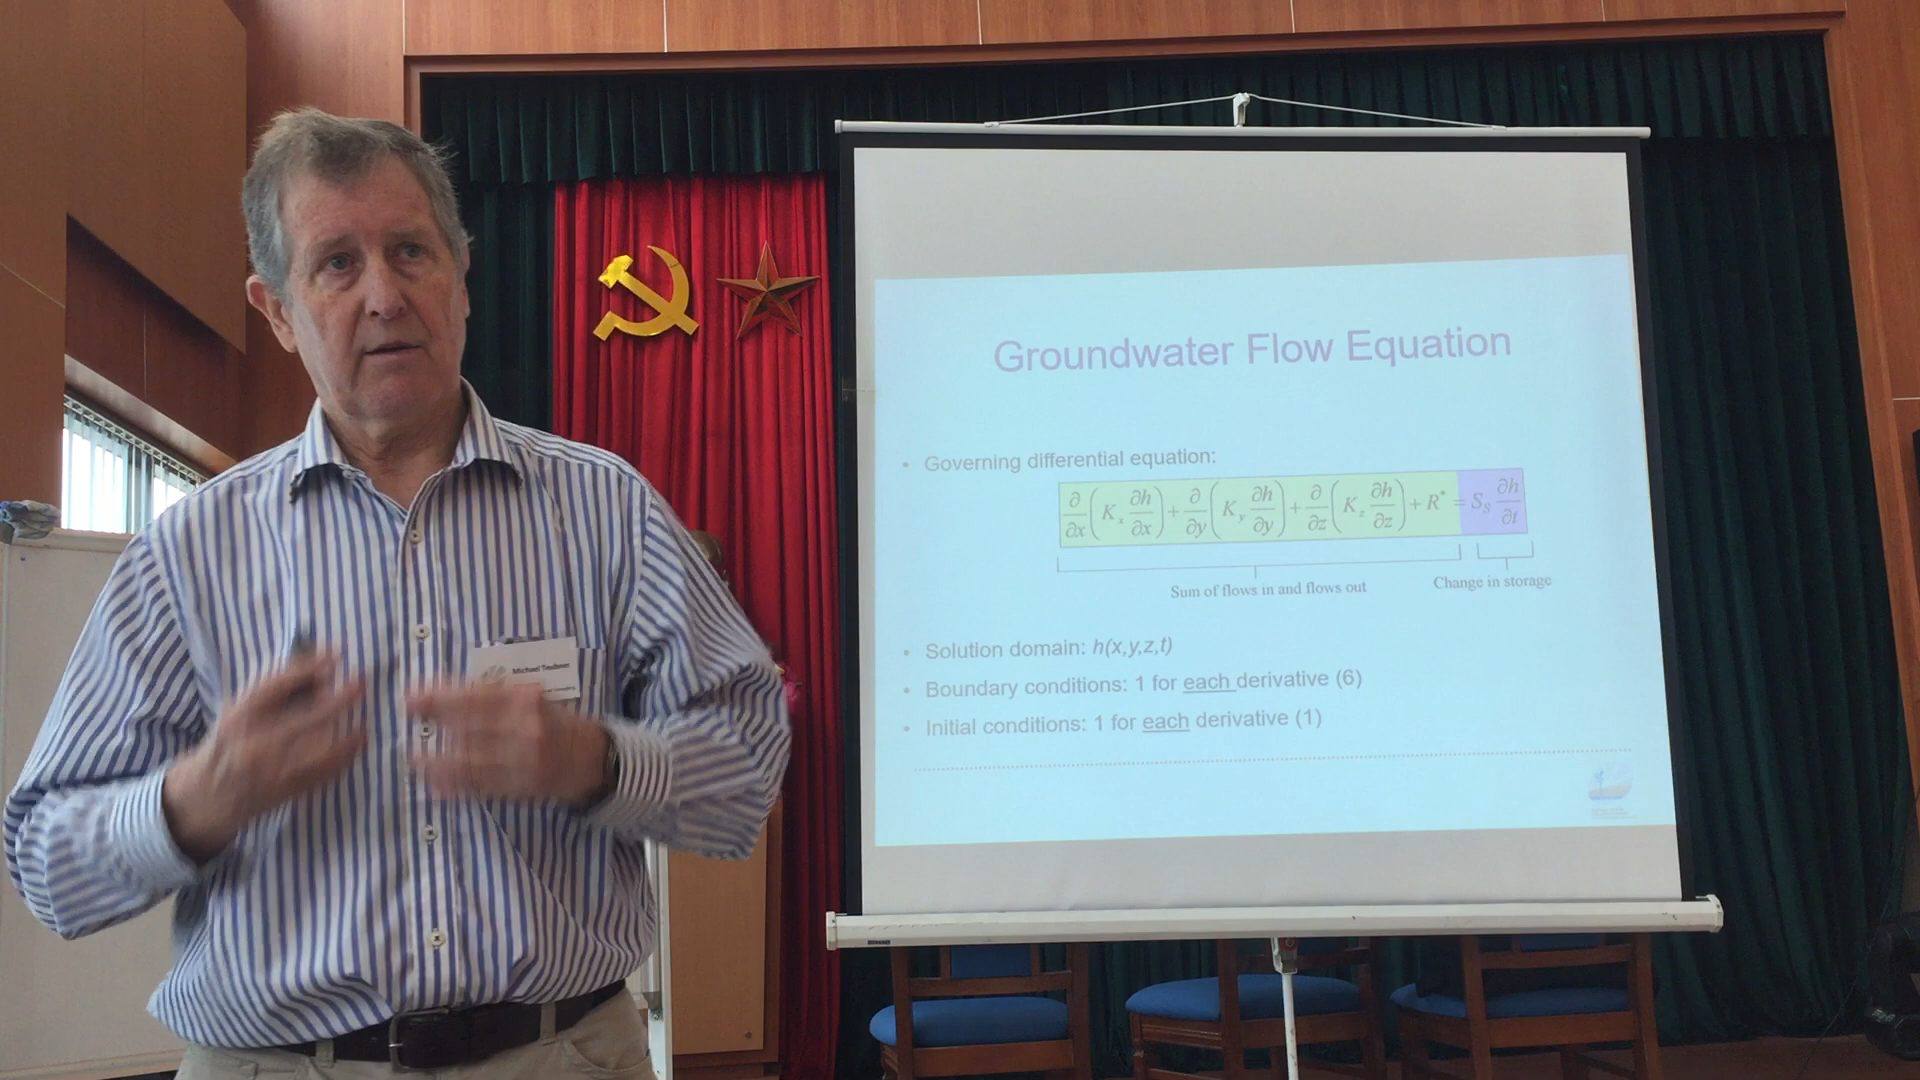 Groundwater Flow Equation
• Governing differential equation:
∂/∂x (Kx ∂h/∂x) + ∂/∂y (Ky ∂h/∂y) + ∂/∂z (Kz ∂h/∂z) + R* = SS ∂h/∂t
Sum of flows in and flows out
Change in storage
• Solution domain: h(x,y,z,t)
• Boundary conditions: 1 for each derivative (6)
• Initial conditions: 1 for each derivative (1)
Michael Teubner